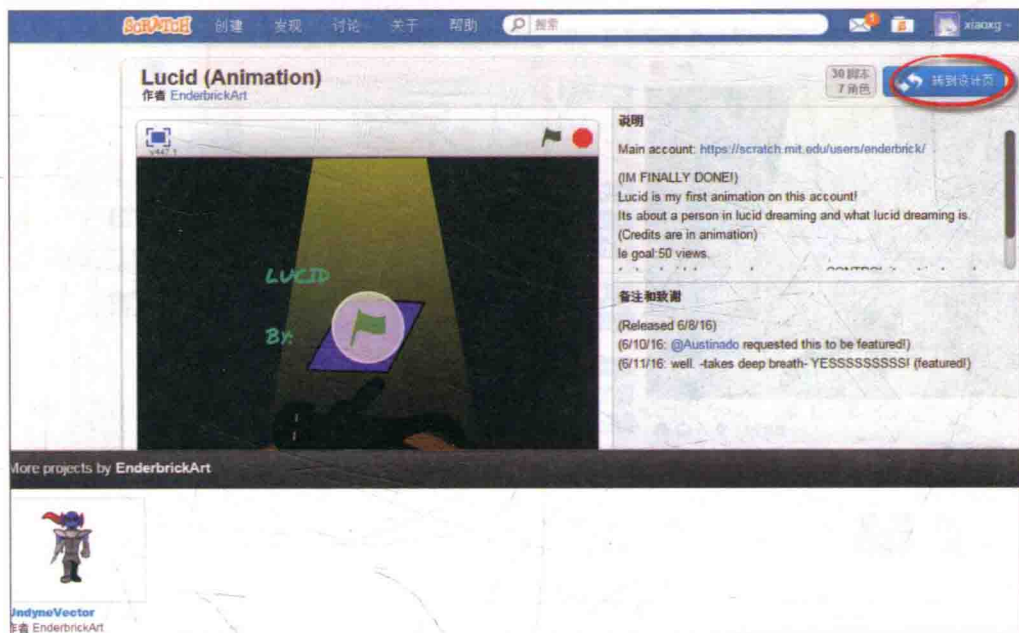 SCRATCH 创建 发现 讨论 关于 帮助 搜索 1 xiaoxg
Lucid (Animation)
作者 EnderbrickArt
30 脚本
7 角色
转到设计页
v447.1
LUCID
By:
说明
Main account: https://scratch.mit.edu/users/enderbrick/
(IM FINALLY DONE!)
Lucid is my first animation on this account!
Its about a person in lucid dreaming and what lucid dreaming is.
(Credits are in animation)
le goal:50 views.
备注和致谢
(Released 6/8/16)
(6/10/16: @Austinado requested this to be featured!)
(6/11/16: well. -takes deep breath- YESSSSSSSSS! (featured!)
More projects by EnderbrickArt
UndyneVector
作者 EnderbrickArt